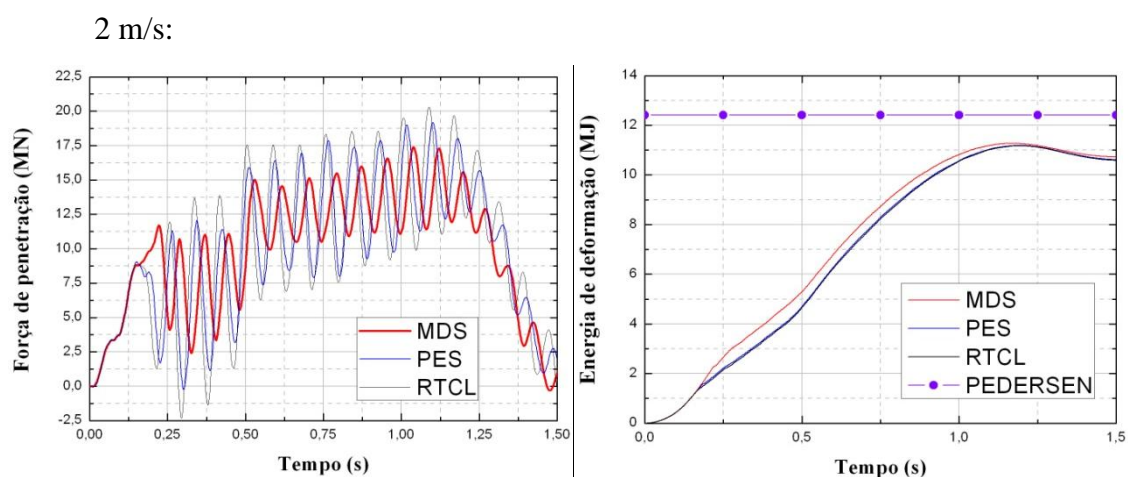 2 m/s:
Força de penetração (MN)
22,5
20,0
17,5
15,0
12,5
10,0
7,5
5,0
2,5
0,0
-2,5
MDS
PES
RTCL
0,00 0,25 0,50 0,75 1,00 1,25 1,50
Tempo (s)
Energia de deformação (MJ)
14
12
10
8
6
4
2
0
MDS
PES
RTCL
PEDERSEN
0,0 0,5 1,0 1,5
Tempo (s)